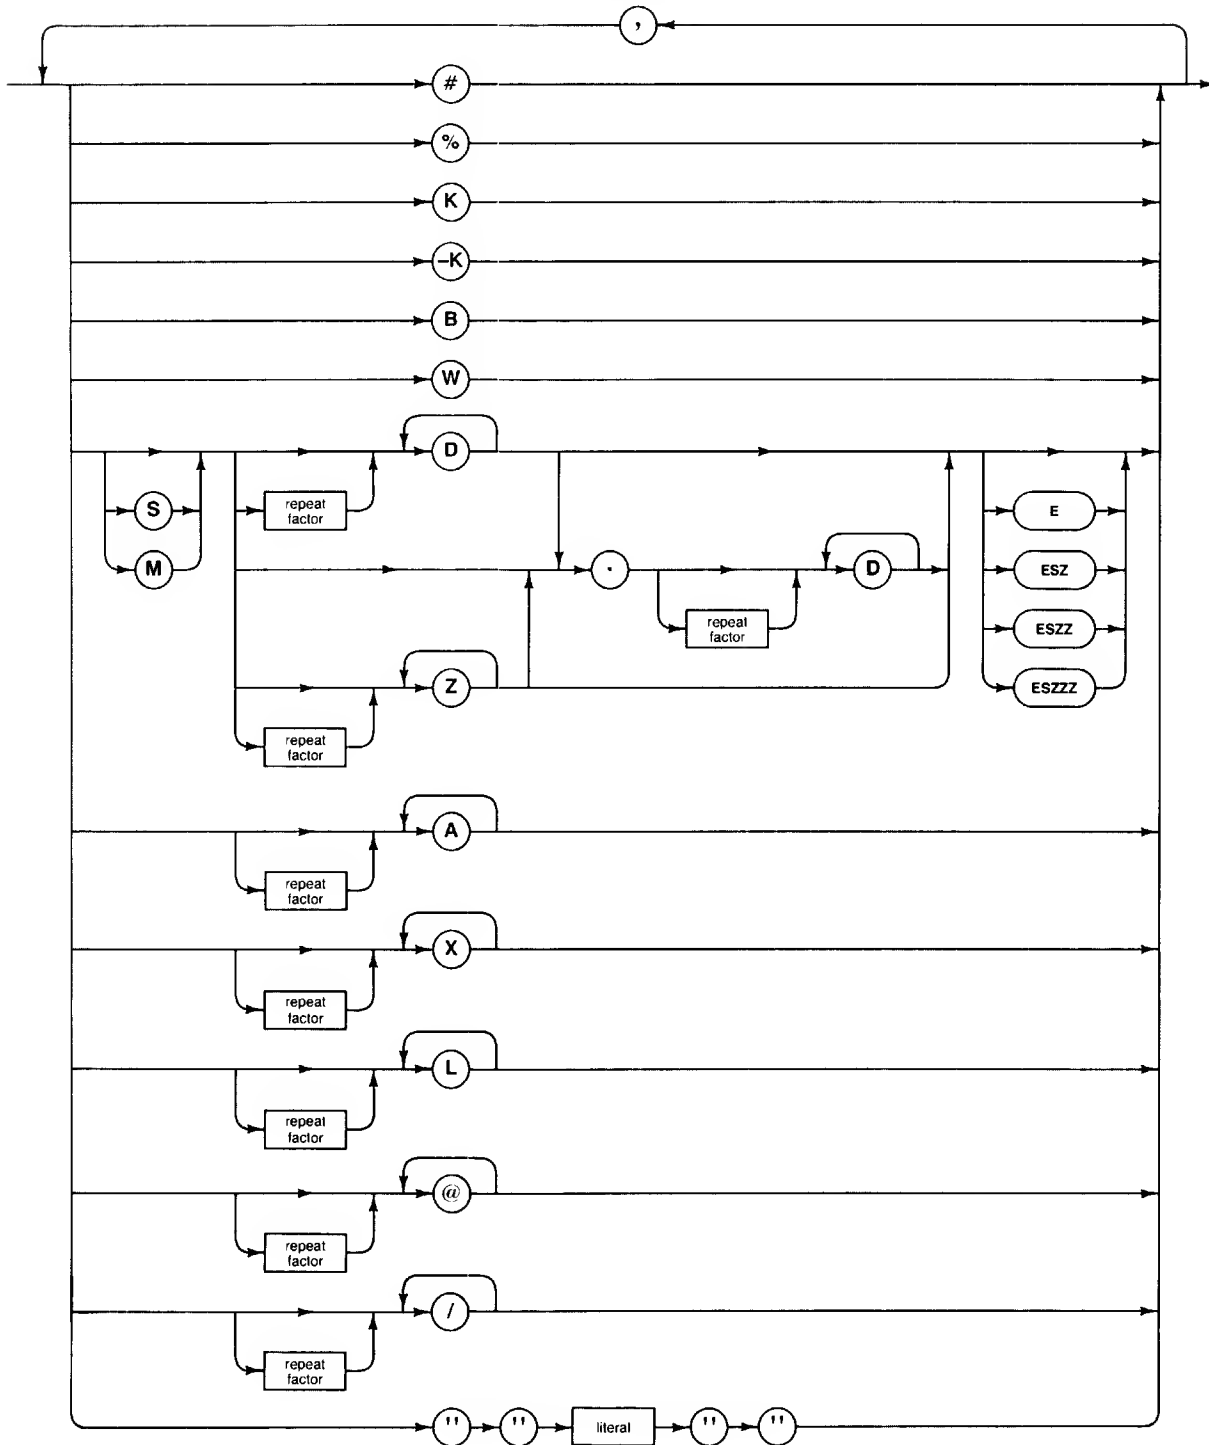 ,
#
%
K
–K
B
W
D
S
repeat
factor
E
M
.
D
ESZ
repeat
factor
ESZZ
Z
ESZZZ
repeat
factor
A
repeat
factor
X
repeat
factor
L
repeat
factor
@
repeat
factor
/
repeat
factor
" " literal " "